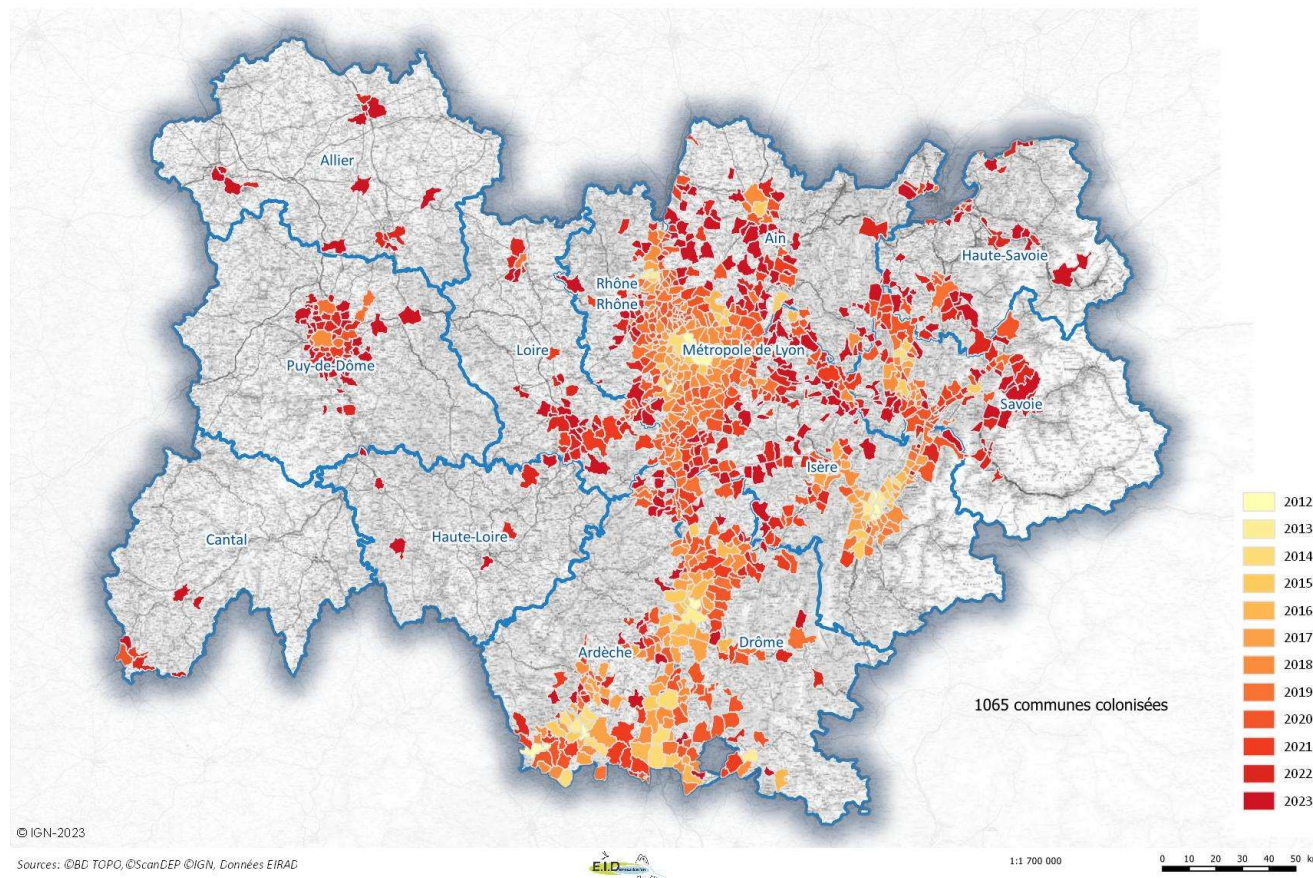 Allier
Ain
Haute-Savoie
Rhône
Rhône
Loire
Métropole de Lyon
Puy-de-Dôme
Savoie
Isère
Cantal
Haute-Loire
Ardèche
Drôme
1065 communes colonisées
2012
2013
2014
2015
2016
2017
2018
2019
2020
2021
2022
2023
© IGN-2023
Sources: ©BD TOPO, ©ScanDEP ©IGN, Données EIRAD
E.I.D
1:1 700 000
0 10 20 30 40 50 km